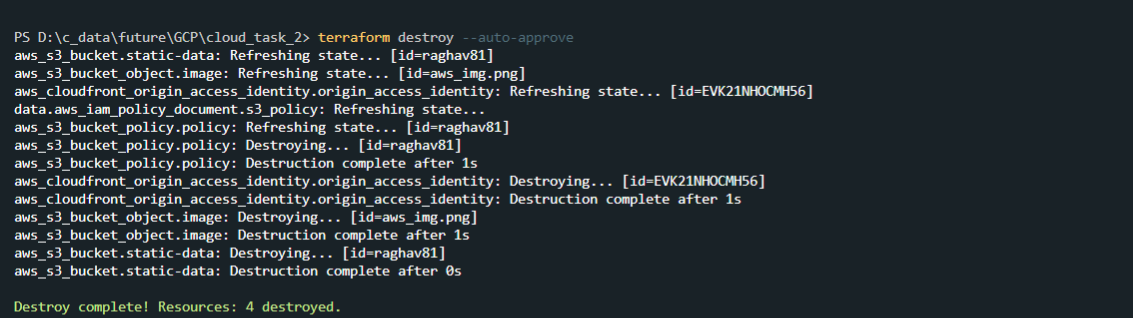 PS D:\c_data\future\GCP\cloud_task_2> terraform destroy --auto-approve
aws_s3_bucket.static-data: Refreshing state... [id=raghav81]
aws_s3_bucket_object.image: Refreshing state... [id=aws_img.png]
aws_cloudfront_origin_access_identity.origin_access_identity: Refreshing state... [id=EVK21NHOCMH56]
data.aws_iam_policy_document.s3_policy: Refreshing state...
aws_s3_bucket_policy.policy: Refreshing state... [id=raghav81]
aws_s3_bucket_policy.policy: Destroying... [id=raghav81]
aws_s3_bucket_policy.policy: Destruction complete after 1s
aws_cloudfront_origin_access_identity.origin_access_identity: Destroying... [id=EVK21NHOCMH56]
aws_cloudfront_origin_access_identity.origin_access_identity: Destruction complete after 1s
aws_s3_bucket_object.image: Destroying... [id=aws_img.png]
aws_s3_bucket_object.image: Destruction complete after 1s
aws_s3_bucket.static-data: Destroying... [id=raghav81]
aws_s3_bucket.static-data: Destruction complete after 0s
Destroy complete! Resources: 4 destroyed.